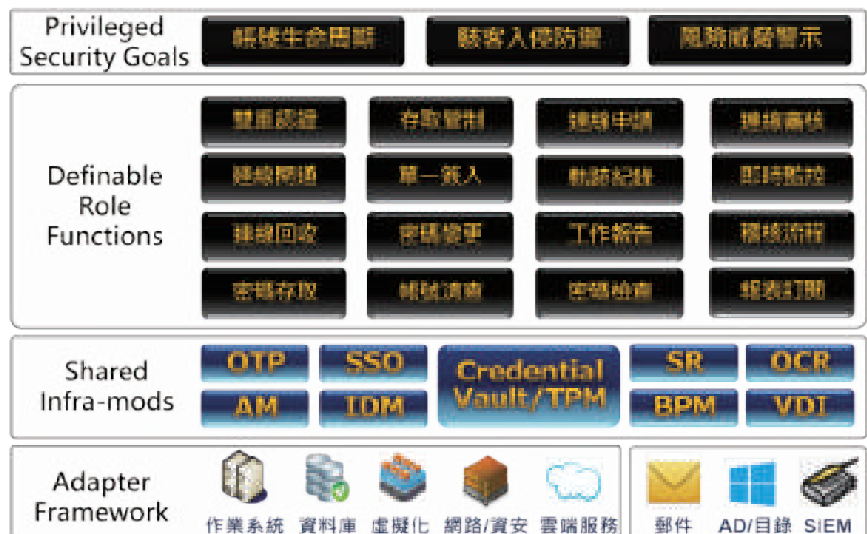 Privileged
Security Goals
帳號生命周期 駭客入侵防禦 風險威脅警示
Definable
Role
Functions
雙重認證 存取管制 連線申請 連線審核
連線開通 單一簽入 軌跡紀錄 即時監控
連線回收 密碼變更 工作報告 稽核流程
密碼存取 帳號清查 密碼檢查 報表訂閱
Shared
Infra-mods
OTP SSO Credential Vault/TPM SR OCR
AM IDM BPM VDI
Adapter
Framework
作業系統 資料庫 虛擬化 網路/資安 雲端服務 郵件 AD/目錄 SIEM